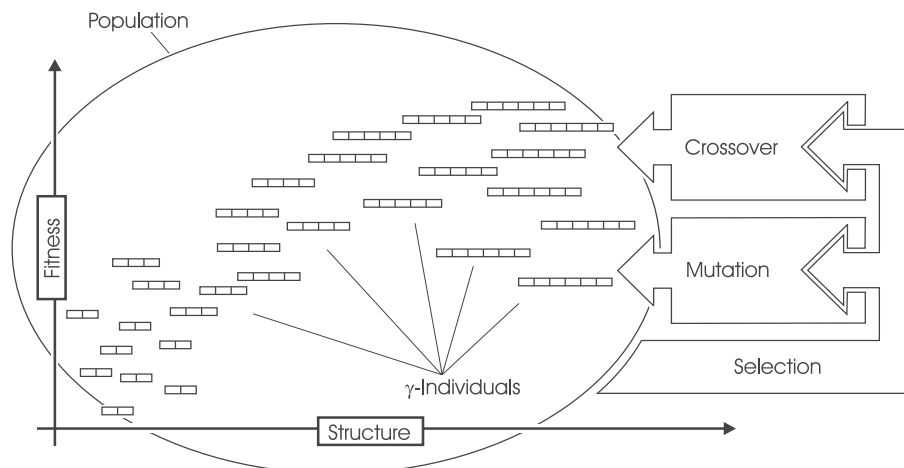 Population
Crossover
Fitness
Mutation
Selection
γ-Individuals
Structure